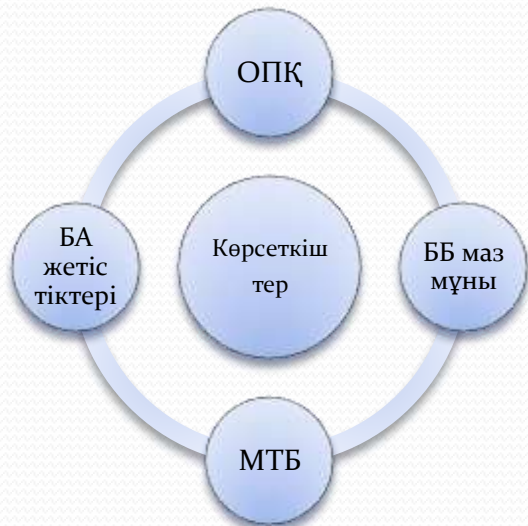 ОПҚ
БА
жетіс
тіктері
Көрсеткіш
тер
ББ маз
мұны
МТБ